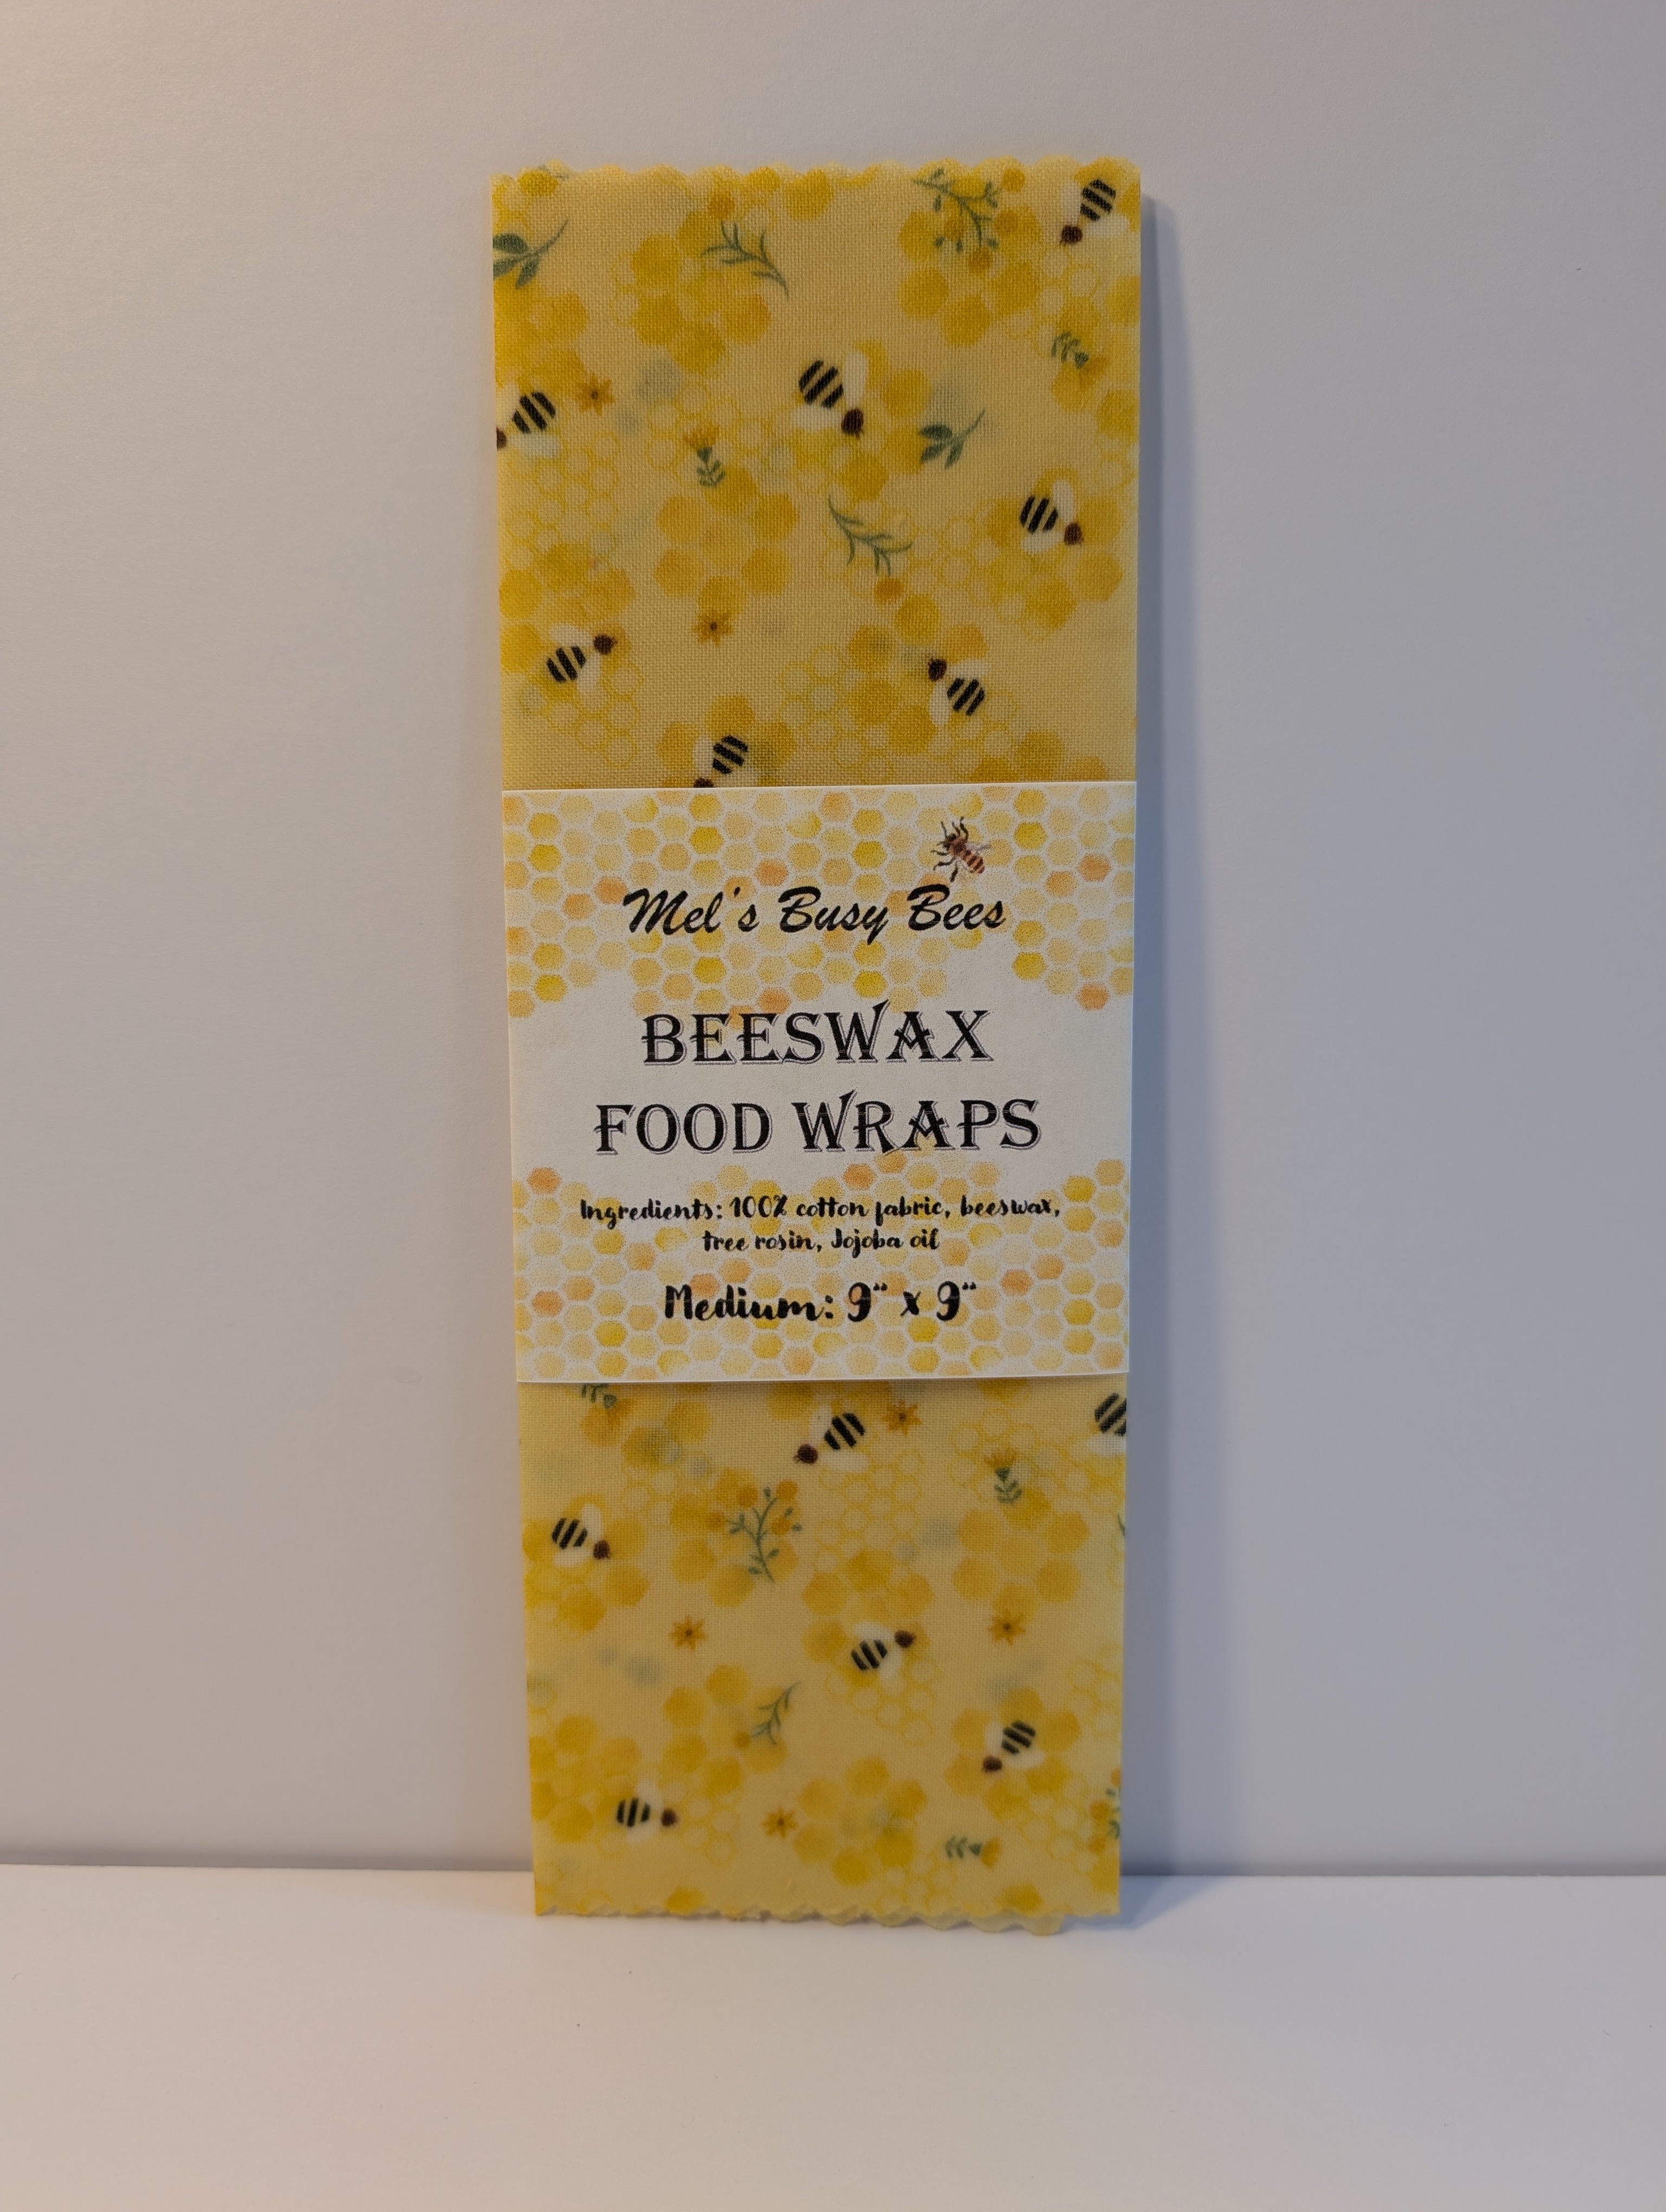 Mel's Busy Bees
BEESWAX
FOOD WRAPS
Ingredients: 100% cotton fabric, beeswax,
tree rosin, Jojoba oil
Medium: 9" x 9"